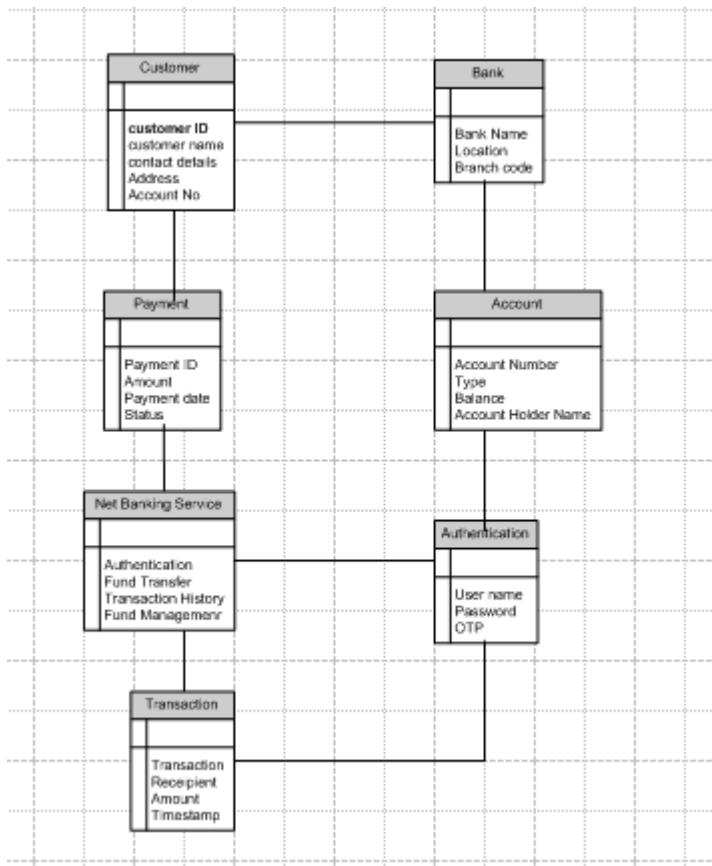 Customer
customer ID
customer name
contact details
Address
Account No
Bank
Bank Name
Location
Branch code
Payment
Payment ID
Amount
Payment date
Status
Account
Account Number
Type
Balance
Account Holder Name
Net Banking Service
Authentication
Fund Transfer
Transaction History
Fund Managemenr
Authentication
User name
Password
OTP
Transaction
Transaction
Receipient
Amount
Timestamp